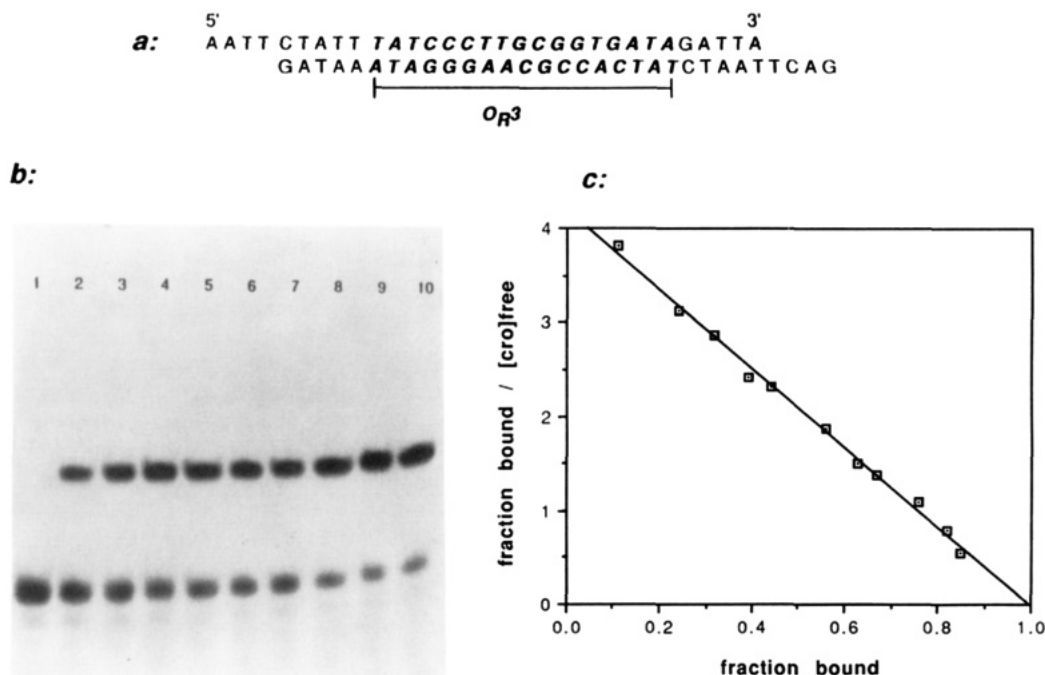 5' 3'
a: AATT CTATT TATCCCTTGCGGTGATAGATTA
GATAAATAGGGAACGCCACTATCTAATTCAG
OR3
b:
c:
1 2 3 4 5 6 7 8 9 10
4
3
2
1
0
fraction bound / [cro]free
0.0 0.2 0.4 0.6 0.8 1.0
fraction bound